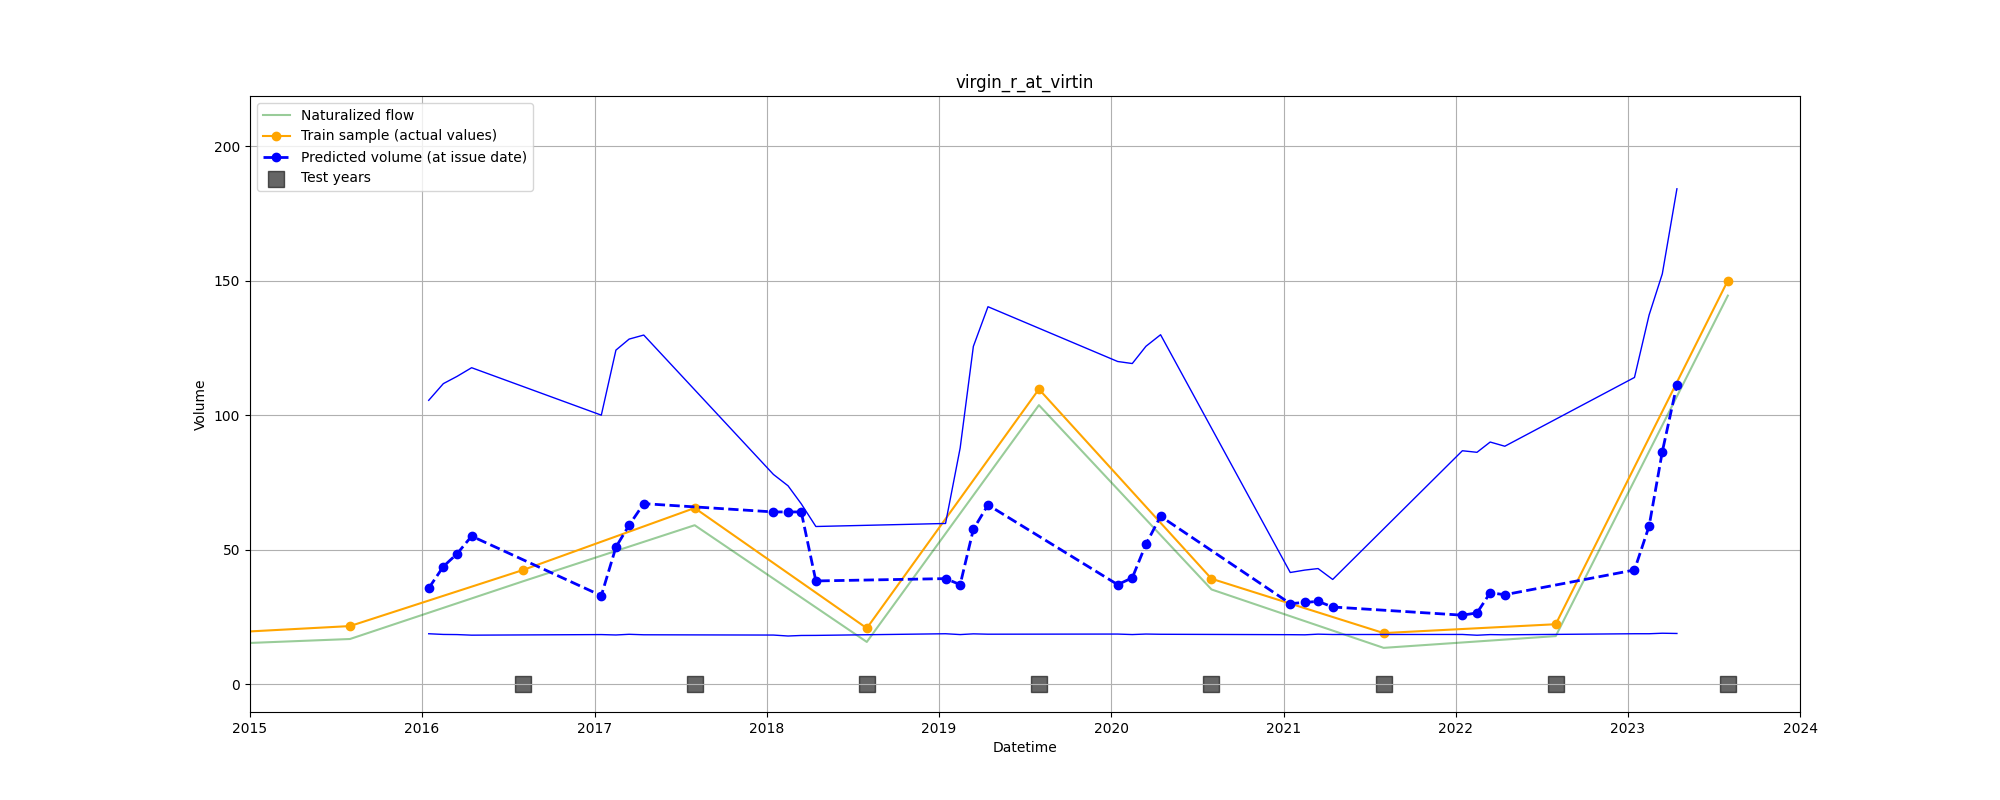 virgin_r_at_virtin
Naturalized flow
Train sample (actual values)
Predicted volume (at issue date)
Test years
200
150
100
50
0
Volume
2015 2016 2017 2018 2019 2020 2021 2022 2023 2024
Datetime